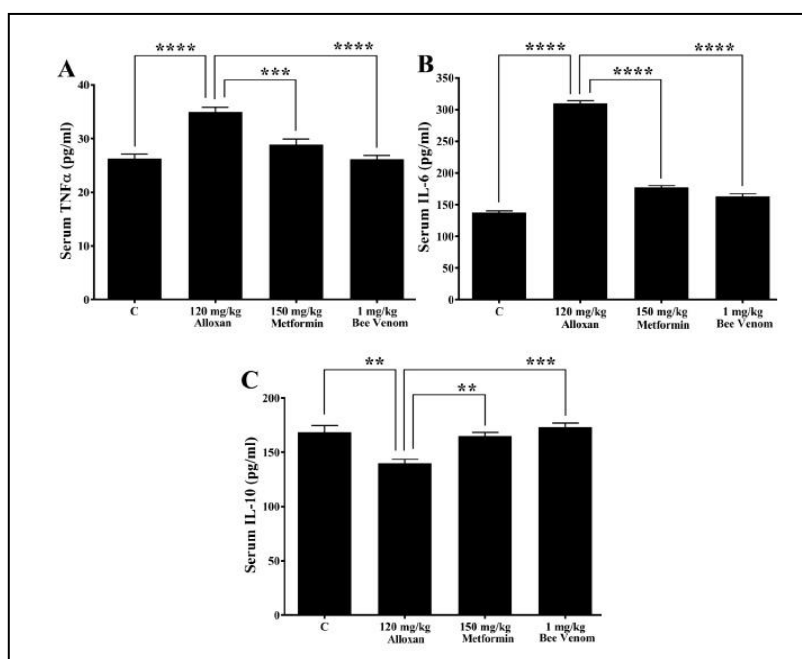 A
**** **** ***
Serum TNFα (pg/ml)
40
30
20
10
0
C
120 mg/kg
Alloxan
150 mg/kg
Metformin
1 mg/kg
Bee Venom
B
**** **** ****
Serum IL-6 (pg/ml)
350
300
250
200
150
100
50
0
C
120 mg/kg
Alloxan
150 mg/kg
Metformin
1 mg/kg
Bee Venom
C
** *** **
Serum IL-10 (pg/ml)
200
150
100
50
0
C
120 mg/kg
Alloxan
150 mg/kg
Metformin
1 mg/kg
Bee Venom